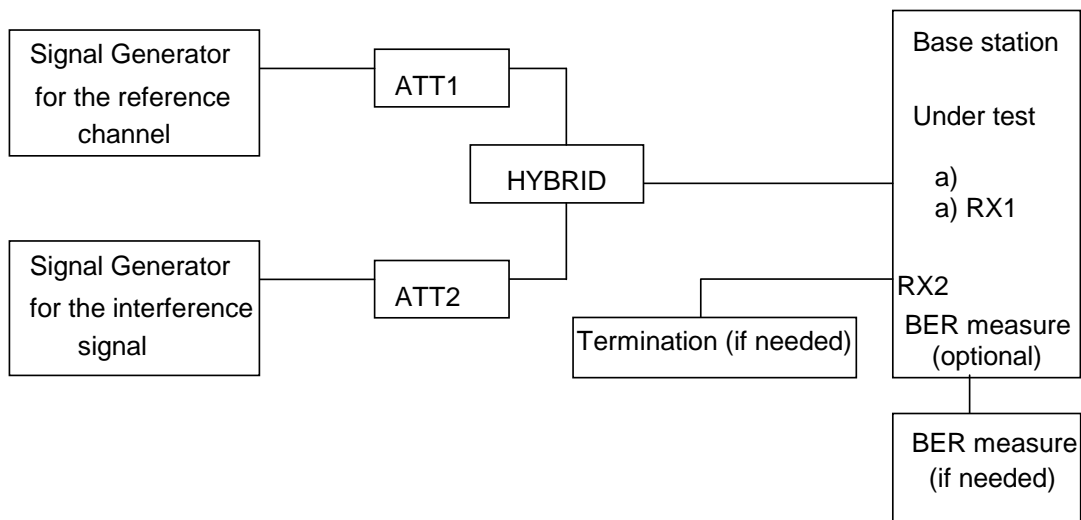 Signal Generator
for the reference
channel
ATT1
HYBRID
Signal Generator
for the interference
signal
ATT2
Termination (if needed)
Base station
Under test
a)
a) RX1
RX2
BER measure
(optional)
BER measure
(if needed)